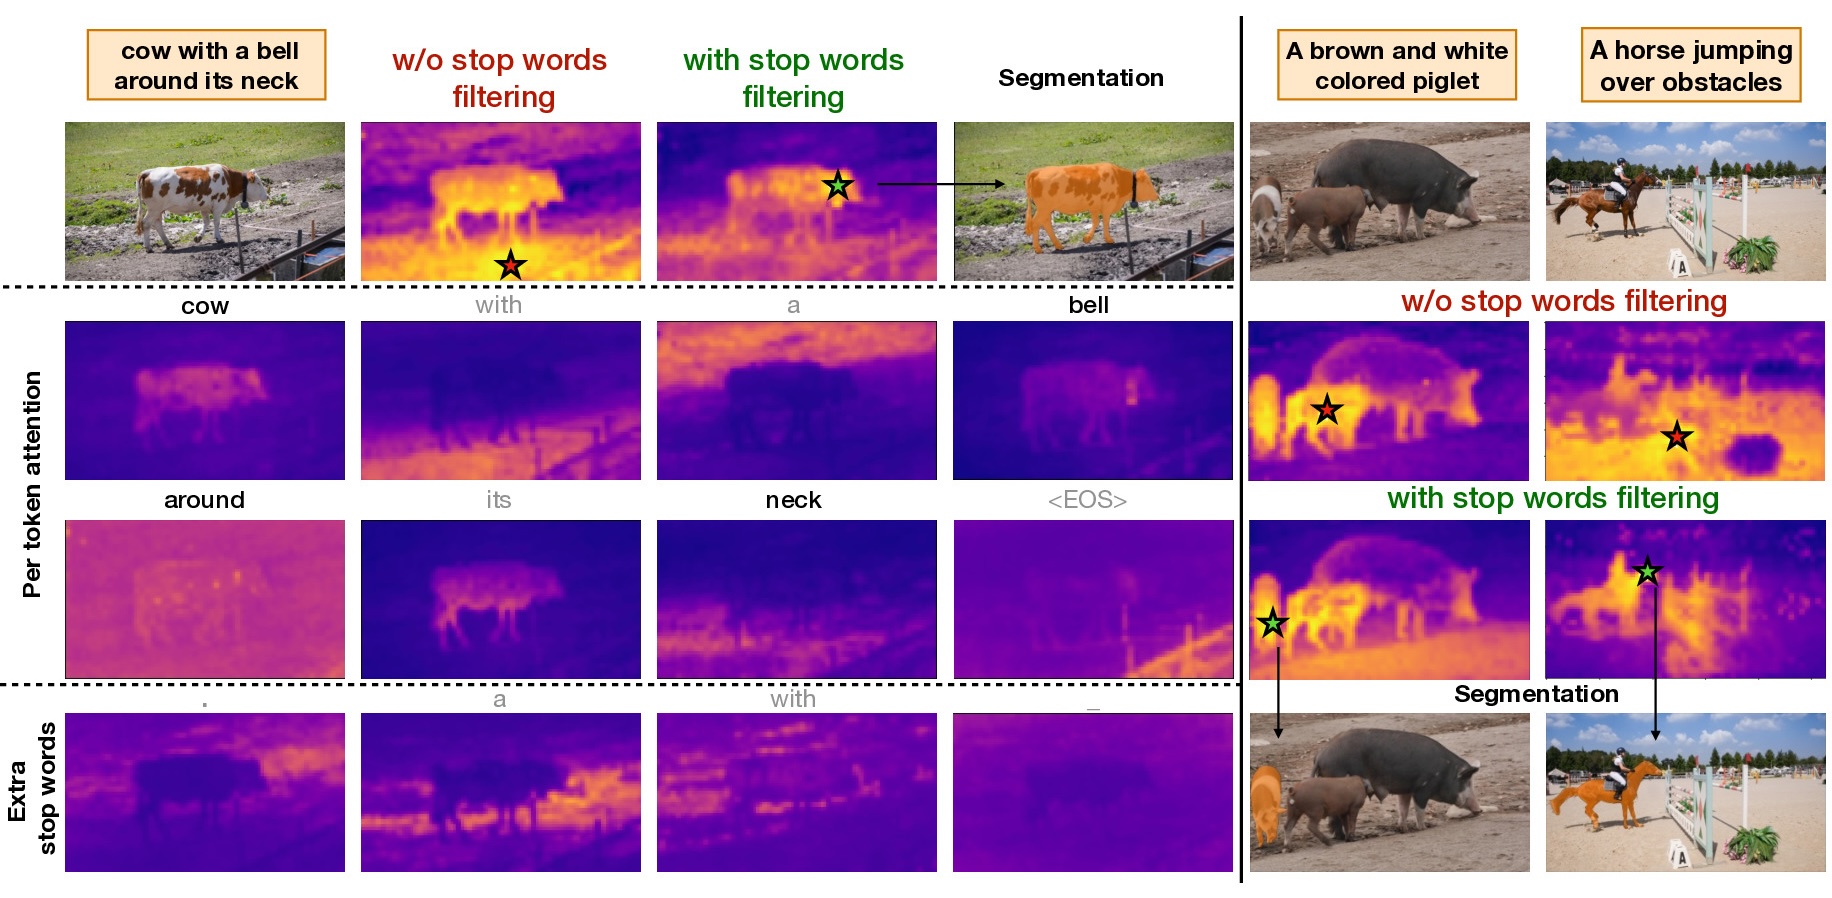 cow with a bell
around its neck
w/o stop words
filtering
with stop words
filtering
Segmentation
A brown and white
colored piglet
A horse jumping
over obstacles
Per token attention
cow
with
a
bell
around
its
neck
<EOS>
Extra
stop words
.
a
with
_
w/o stop words filtering
with stop words filtering
Segmentation
A
A